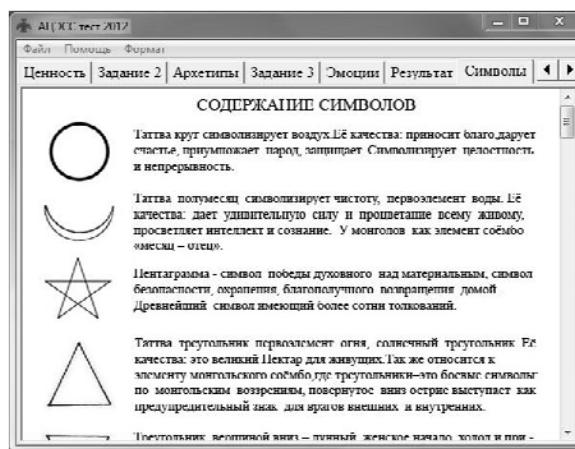 АЦЭСС тест 2012
Файл Помощь Формат
Ценность Задание 2 Архетипы Задание 3 Эмоции Результат Символы
СОДЕРЖАНИЕ СИМВОЛОВ
Таттва круг символизирует воздух.Её качества: приносит благо,дарует
счастье, приумножает народ, защищает. Символизирует целостность
и непрерывность.
Таттва полумесяц символизирует чистоту, первоэлемент воды. Её
качества: дает удивительную силу и процветание всему живому,
просветляет интеллект и сознание. У монголов как элемент соёмбо
«месяц – отец».
Пентаграмма - символ победы духовного над материальным, символ
безопасности, охранения, благополучного возвращения домой.
Древнейший символ имеющий более сотни толкований.
Таттва треугольник первоэлемент огня, солнечный треугольник. Её
качества: это великий Нектар для живущих.Так же относится к
элементу монгольского соёмбо,где треугольники–это боевые символы
по монгольским воззрениям, повернутое вниз острие выступает как
предупредительный знак для врагов внешних и внутренних.
Треугольник вершиной вниз – лунный, женское начало, холод и при -